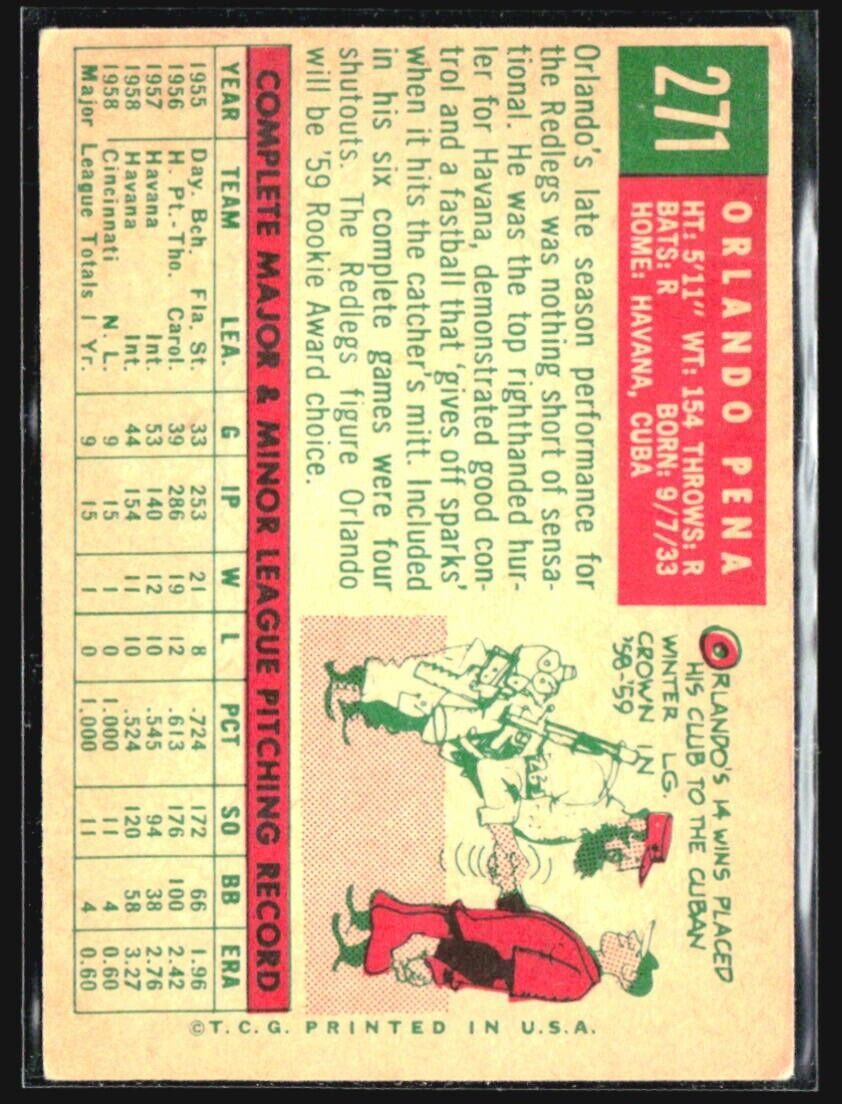 271
ORLANDO PENA
HT: 5'11" WT: 154 THROWS: R
BATS: R BORN: 9/7/33
HOME: HAVANA, CUBA
Orlando's late season performance for
the Redlegs was nothing short of sensa-
tional. He was the top righthanded hur-
ler for Havana, demonstrated good con-
trol and a fastball that 'gives off sparks'
when it hits the catcher's mitt. Included
in his six complete games were four
shutouts. The Redlegs figure Orlando
will be '59 Rookie Award choice.
ORLANDO'S 14 WINS PLACED
HIS CLUB TO THE CUBAN
WINTER LG.
CROWN IN
'58-'59
COMPLETE MAJOR & MINOR LEAGUE PITCHING RECORD
YEAR TEAM LEA. G IP W L PCT SO BB ERA
1955 Day. Bch. Fla. St. 33 253 21 8 .724 172 66 1.96
1956 H. Pt.-Tho. Carol. 39 286 19 12 .613 176 100 2.42
1957 Havana Int. 53 140 12 10 .545 94 38 2.76
1958 Havana Int. 44 154 11 10 .524 120 58 3.27
1958 Cincinnati N. L. 9 15 1 0 1.000 11 4 0.60
Major League Totals 1 Yr. 9 15 1 0 1.000 11 4 0.60
©T.C.G. PRINTED IN U.S.A.